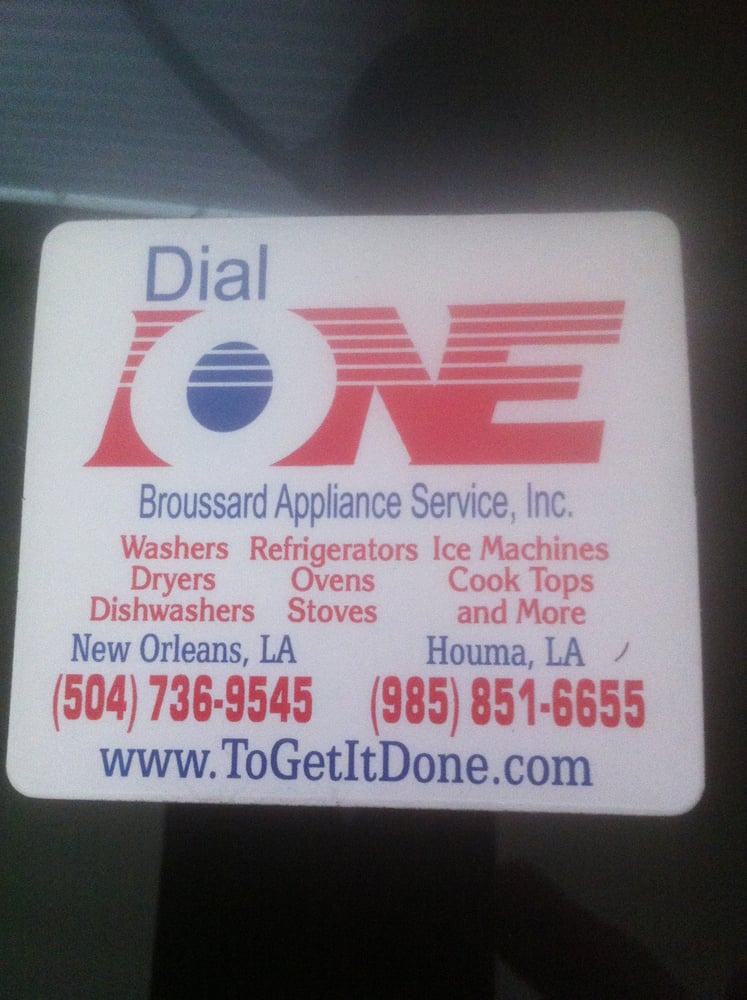 Dial
ONE
Broussard Appliance Service, Inc.
Washers Refrigerators Ice Machines
Dryers Ovens Cook Tops
Dishwashers Stoves and More
New Orleans, LA Houma, LA
(504) 736-9545 (985) 851-6655
www.ToGetItDone.com